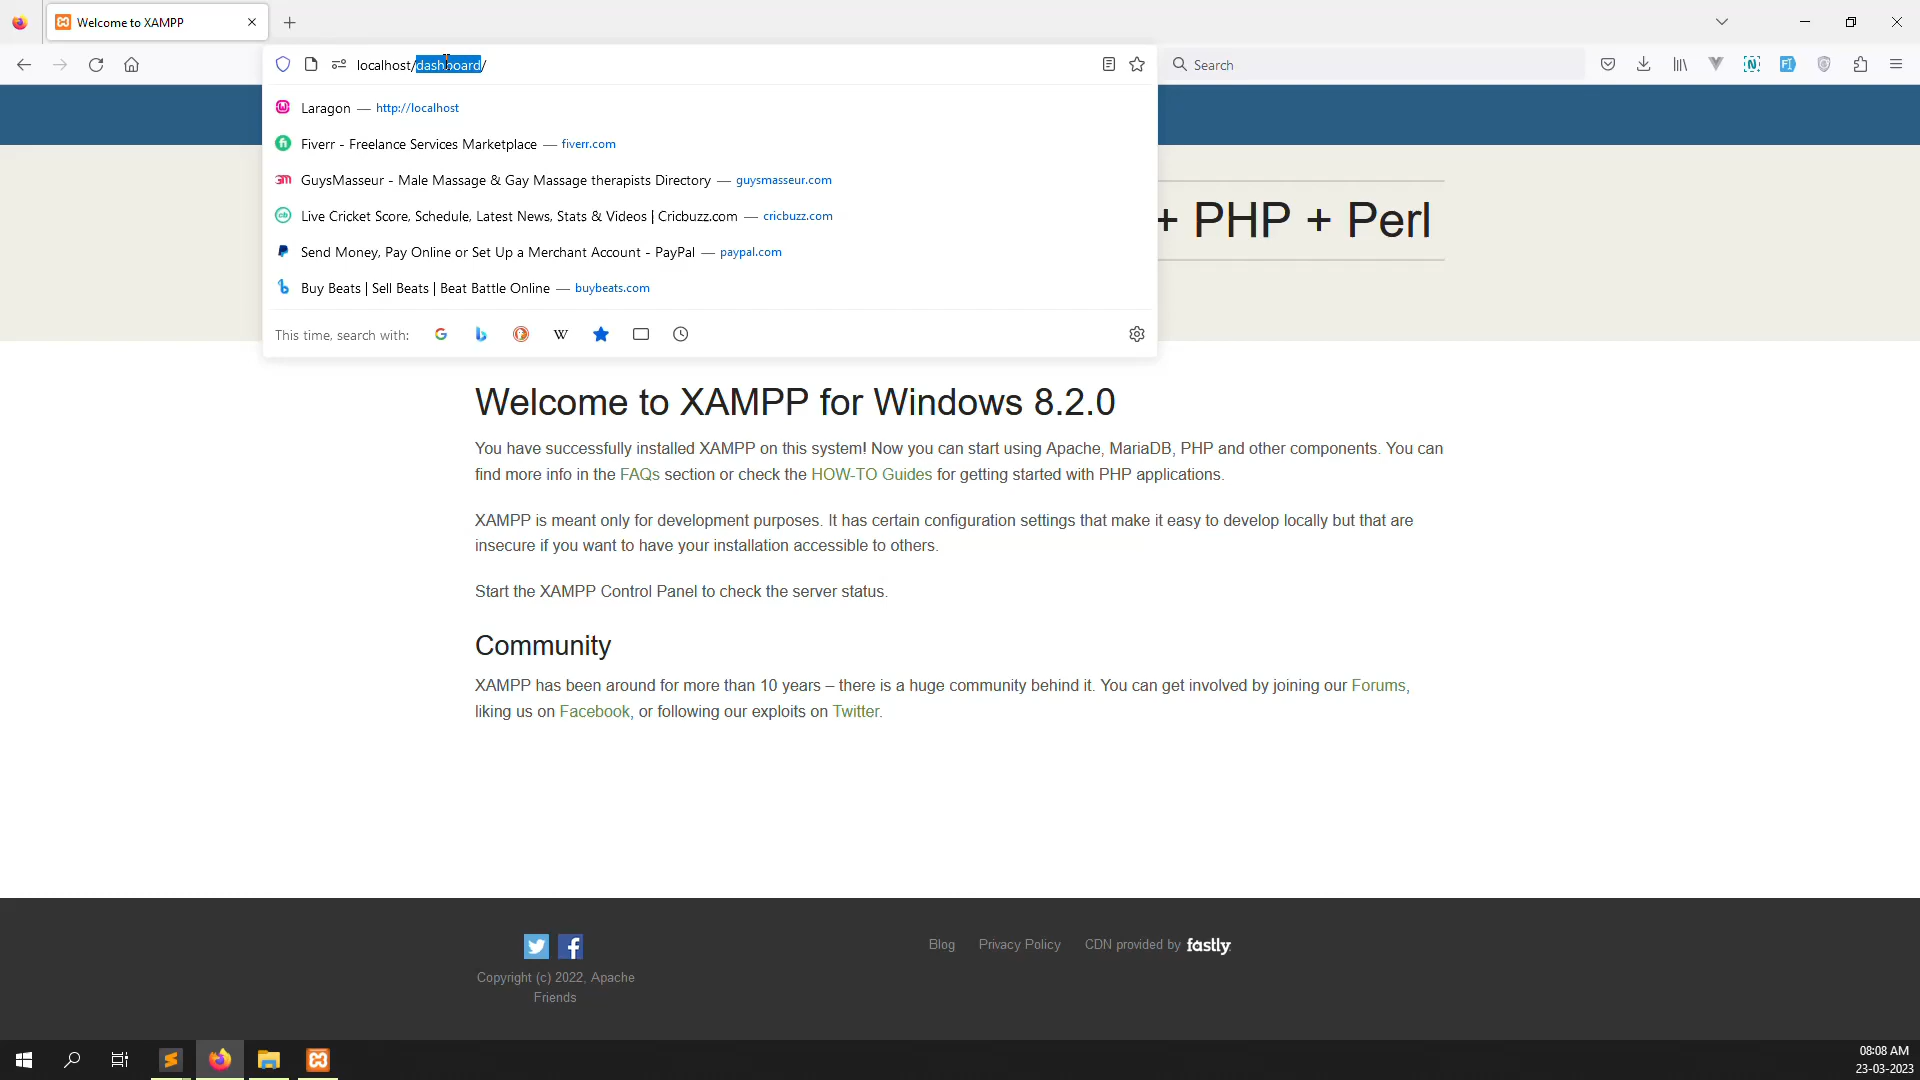 Welcome to XAMPP
localhost/dashboard/
Search
Laragon — http://localhost
Fiverr - Freelance Services Marketplace — fiverr.com
GuysMasseur - Male Massage & Gay Massage therapists Directory — guysmasseur.com
Live Cricket Score, Schedule, Latest News, Stats & Videos | Cricbuzz.com — cricbuzz.com
Send Money, Pay Online or Set Up a Merchant Account - PayPal — paypal.com
Buy Beats | Sell Beats | Beat Battle Online — buybeats.com
This time, search with:
+ PHP + Perl
Welcome to XAMPP for Windows 8.2.0
You have successfully installed XAMPP on this system! Now you can start using Apache, MariaDB, PHP and other components. You can
find more info in the FAQs section or check the HOW-TO Guides for getting started with PHP applications.
XAMPP is meant only for development purposes. It has certain configuration settings that make it easy to develop locally but that are
insecure if you want to have your installation accessible to others.
Start the XAMPP Control Panel to check the server status.
Community
XAMPP has been around for more than 10 years – there is a huge community behind it. You can get involved by joining our Forums,
liking us on Facebook, or following our exploits on Twitter.
Blog Privacy Policy CDN provided by fastly
Copyright (c) 2022, Apache
Friends
08:08 AM
23-03-2023